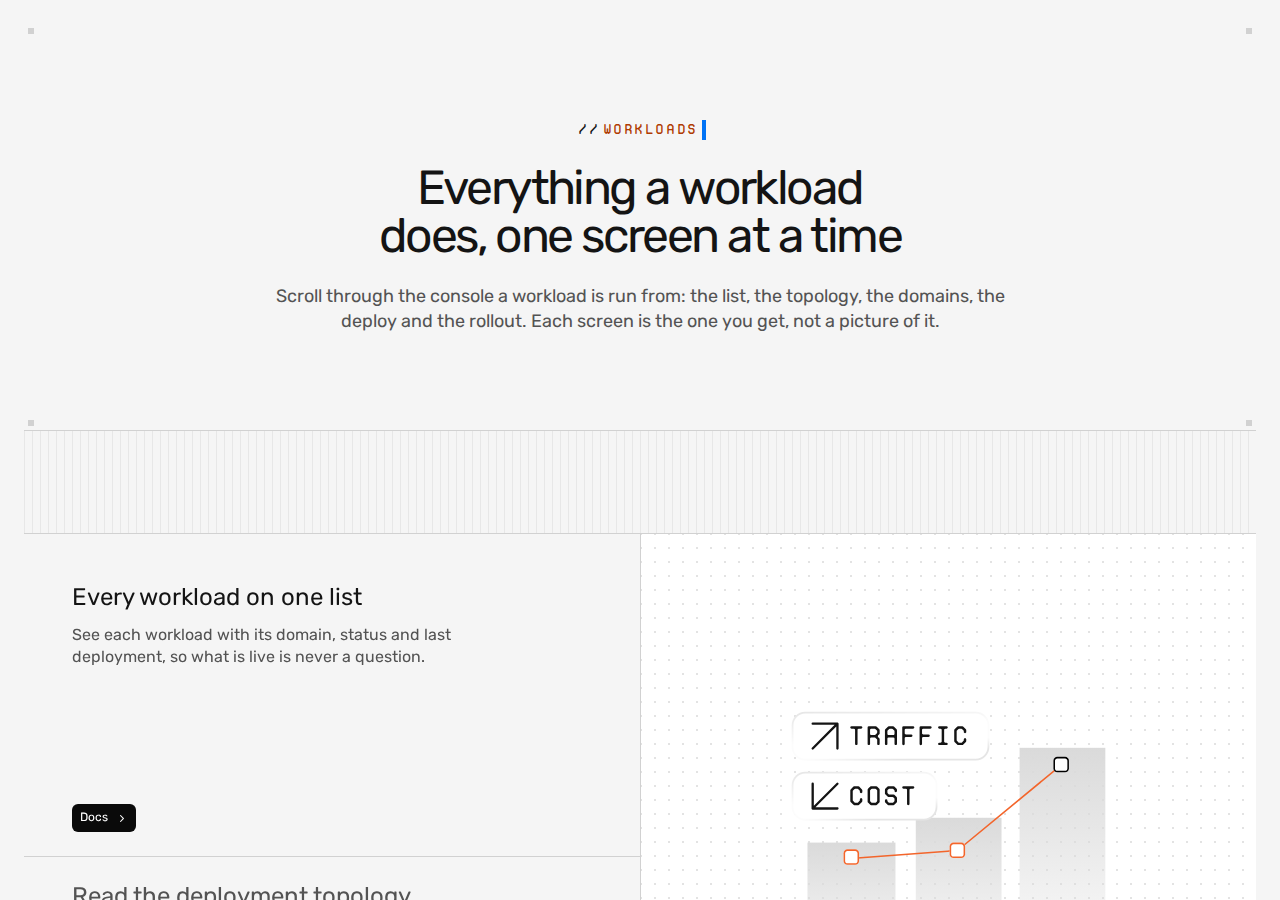 // WORKLOADS
Everything a workload
does, one screen at a time
Scroll through the console a workload is run from: the list, the topology, the domains, the
deploy and the rollout. Each screen is the one you get, not a picture of it.
Every workload on one list
See each workload with its domain, status and last
deployment, so what is live is never a question.
Docs
TRAFFIC
COST
Read the deployment topology